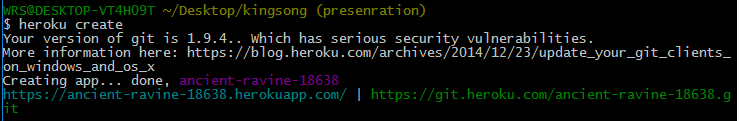 WRS@DESKTOP-VT4HO9T ~/Desktop/kingsong (presenration)
$ heroku create
Your version of git is 1.9.4.. Which has serious security vulnerabilities.
More information here: https://blog.heroku.com/archives/2014/12/23/update_your_git_clients_
on_windows_and_os_x
Creating app... done, ancient-ravine-18638
https://ancient-ravine-18638.herokuapp.com/ | https://git.heroku.com/ancient-ravine-18638.g
it